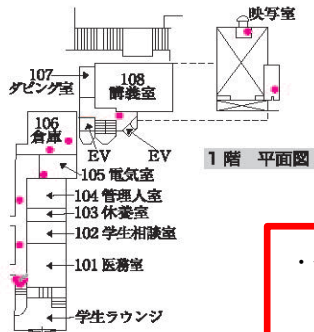 映写室
107
ダビング室
108
講義室
106
倉庫
EV
EV
1階 平面図
105 電気室
104 管理人室
103 休養室
102 学生相談室
101 医務室
学生ラウンジ